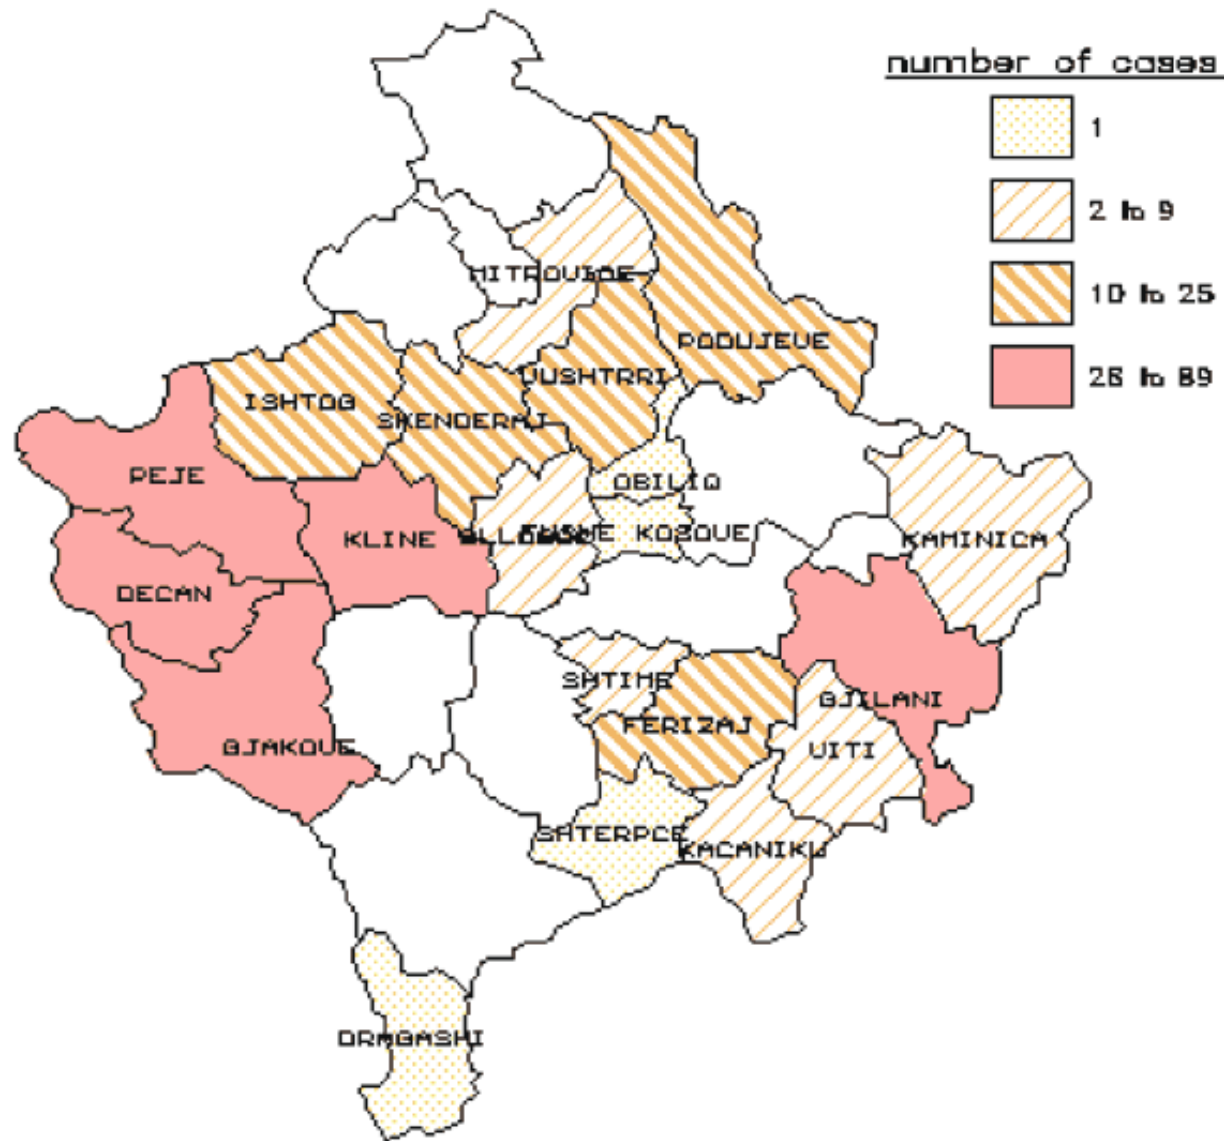 number of cases
1
2 to 9
10 to 25
26 to 89
MITROVICE
PODUJEVE
VUSHTRRI
ISHTOG
SKENDERAJ
PEJE
OBILIQ
KLINE
FUSHE KOSOVE
KAMINICA
DECAN
SHTIME
GJILANI
FERIZAJ
GJAKOVE
VITI
SHTERPCE
KACANIKU
DRAGASHI